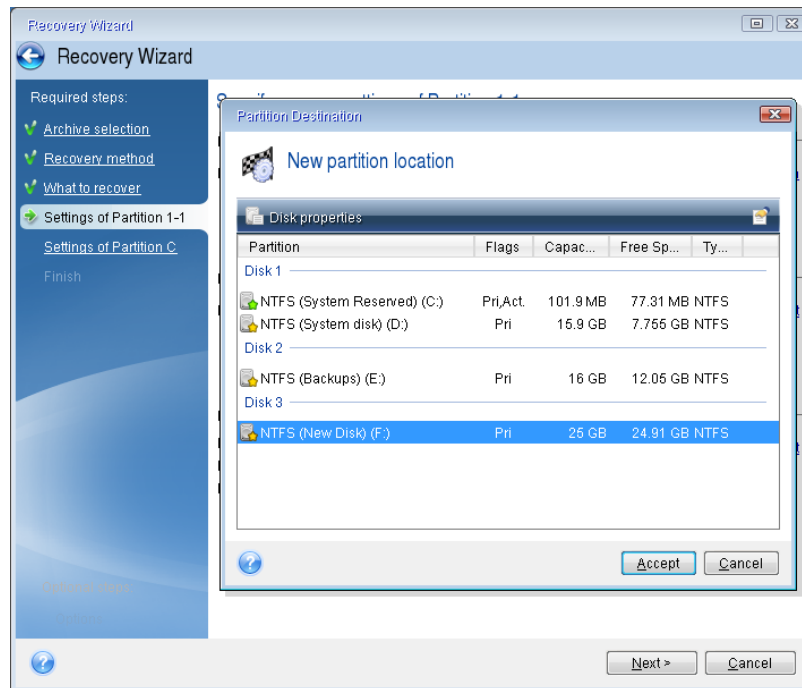 Recovery Wizard
Recovery Wizard
Required steps:
Archive selection
Recovery method
What to recover
Settings of Partition 1-1
Settings of Partition C
Finish
Partition Destination
New partition location
Disk properties
Partition Flags Capac... Free Sp... Ty...
Disk 1
NTFS (System Reserved) (C:) Pri,Act. 101.9 MB 77.31 MB NTFS
NTFS (System disk) (D:) Pri 15.9 GB 7.755 GB NTFS
Disk 2
NTFS (Backups) (E:) Pri 16 GB 12.05 GB NTFS
Disk 3
NTFS (New Disk) (F:) Pri 25 GB 24.91 GB NTFS
Accept Cancel
Options
Next > Cancel